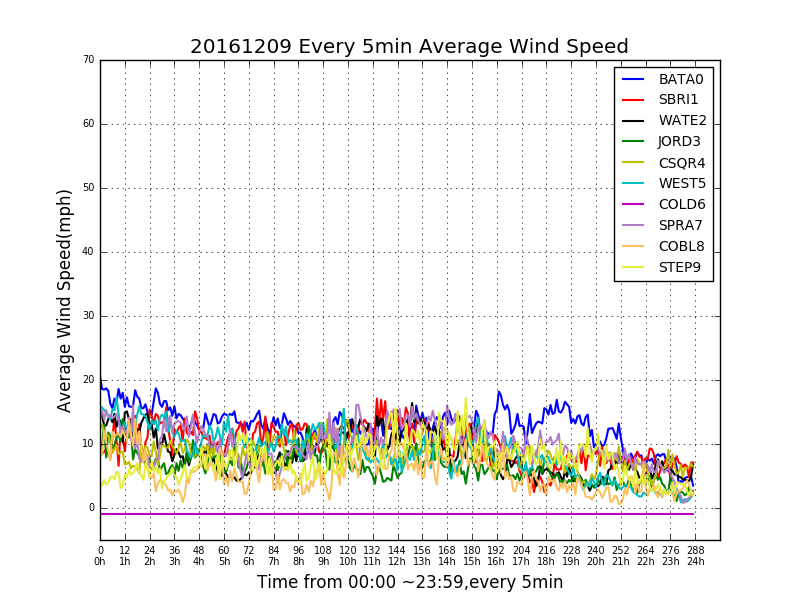 20161209 Every 5min Average Wind Speed
70
60
50
40
30
20
10
0
Average Wind Speed(mph)
BATA0
SBRI1
WATE2
JORD3
CSQR4
WEST5
COLD6
SPRA7
COBL8
STEP9
0 12 24 36 48 60 72 84 96 108 120 132 144 156 168 180 192 204 216 228 240 252 264 276 288
0h 1h 2h 3h 4h 5h 6h 7h 8h 9h 10h 11h 12h 13h 14h 15h 16h 17h 18h 19h 20h 21h 22h 23h 24h
Time from 00:00 ~23:59,every 5min